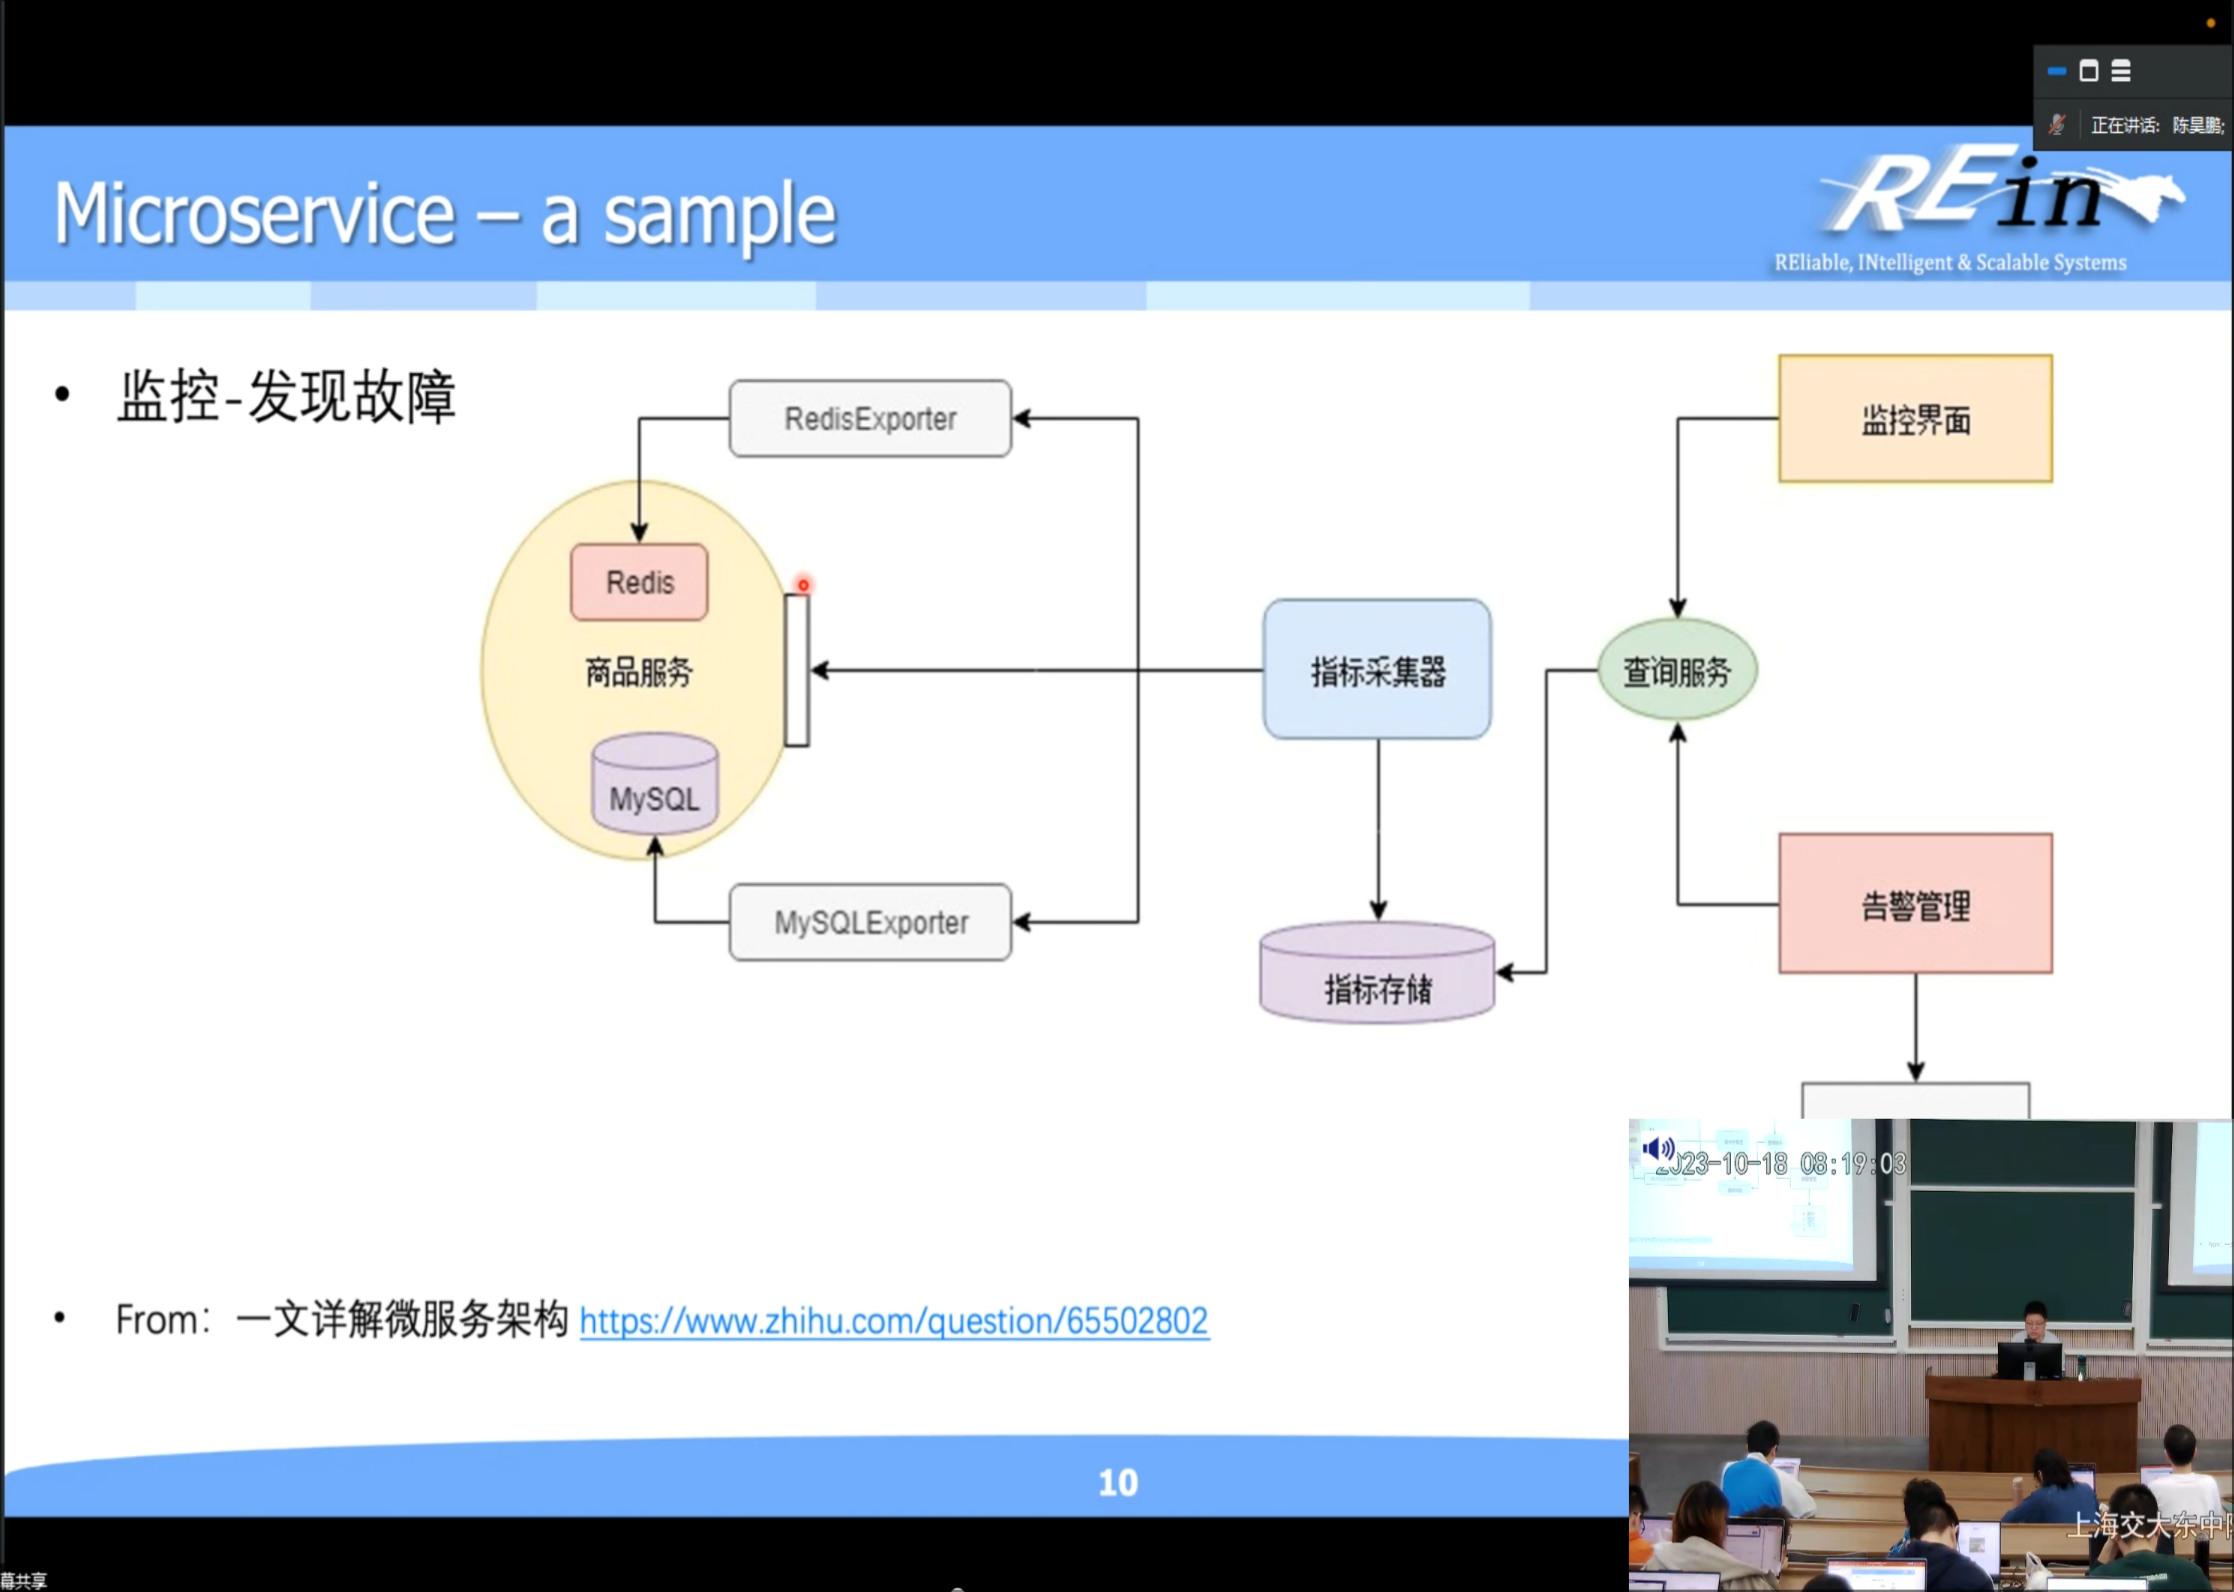 正在讲话: 陈昊鹏;
Microservice – a sample
REin
REliable, INtelligent & Scalable Systems
• 监控-发现故障
RedisExporter
监控界面
Redis
商品服务
指标采集器
查询服务
MySQL
告警管理
MySQLExporter
指标存储
2023-10-18 08:19:03
• From: 一文详解微服务架构 https://www.zhihu.com/question/65502802
10
上海交大东中
幕共享